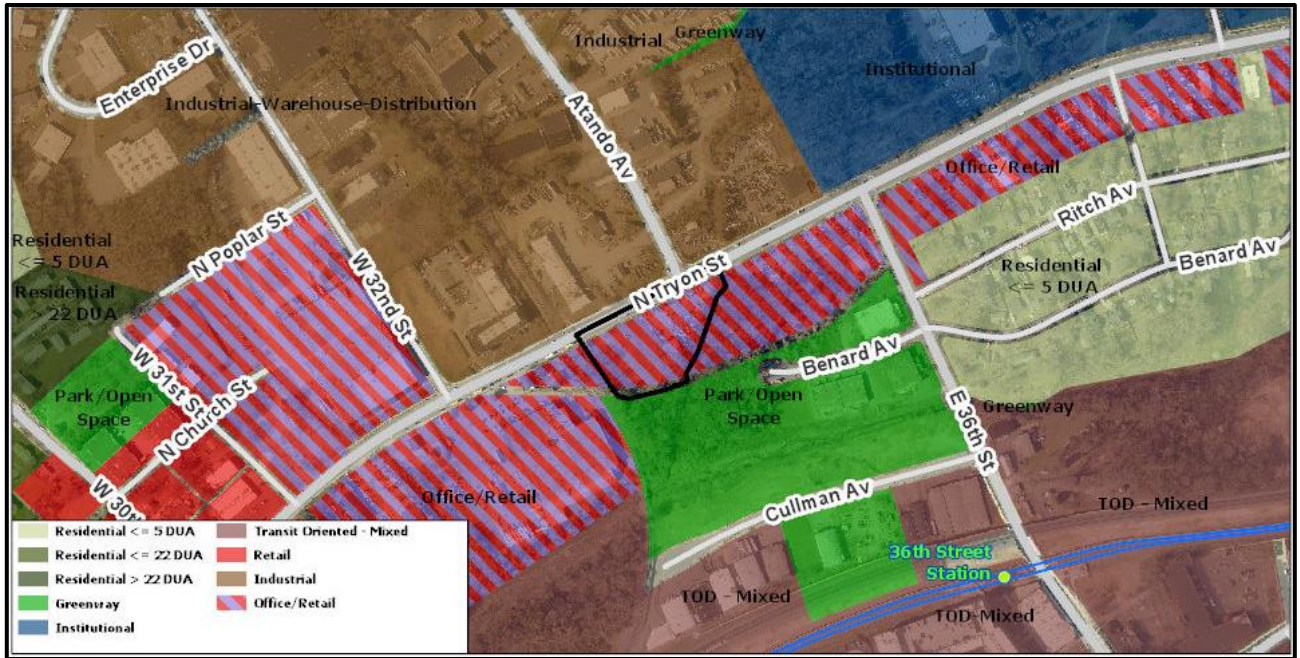 Enterprise Dr
Industrial-Warehouse-Distribution
Industrial
Greenway
Institutional
Atando Av
Office/Retail
Ritch Av
Residential
<= 5 DUA
Benard Av
N Poplar St
W 32nd St
N Tryon St
Residential
<= 5 DUA
Residential
> 22 DUA
Park/Open
Space
W 31st St
N Church St
W 30th
Benard Av
Park/Open
Space
Greenway
E 36th St
Office/Retail
Cullman Av
TOD - Mixed
36th Street
Station
TOD - Mixed
TOD-Mixed
Residential <= 5 DUA
Residential <= 22 DUA
Residential > 22 DUA
Greenway
Institutional
Transit Oriented - Mixed
Retail
Industrial
Office/Retail